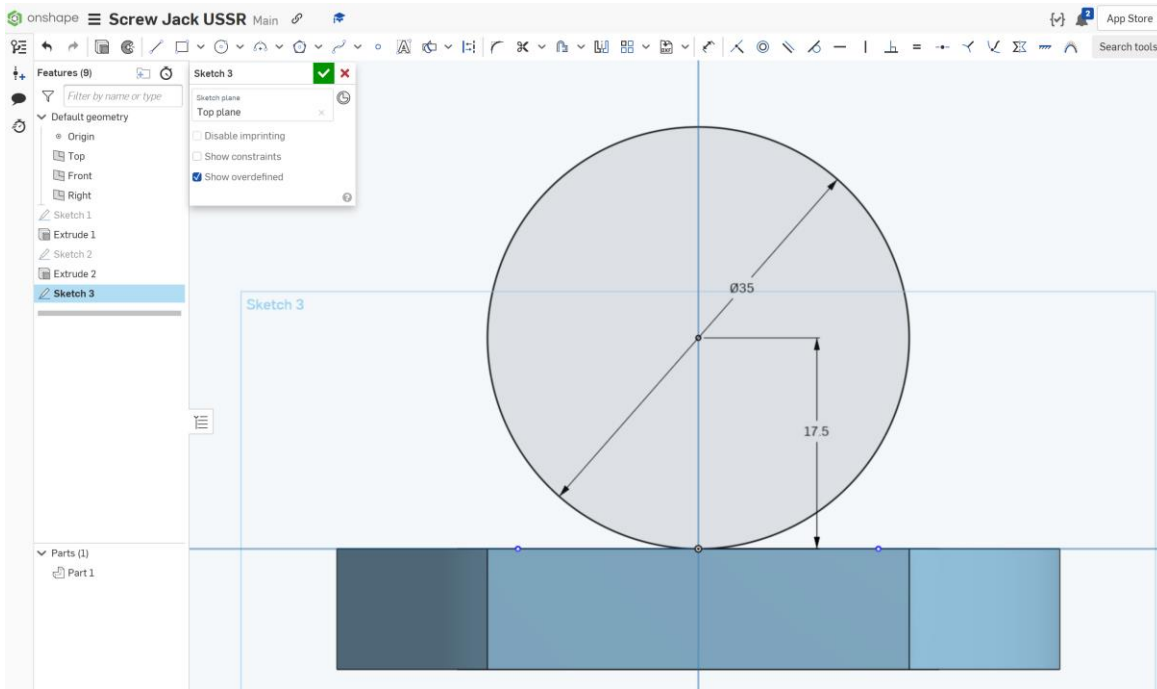 onshape Screw Jack USSR Main 2 App Store
Search tools
Features (9) Sketch 3
Filter by name or type
Sketch plane
Top plane
Default geometry
Origin
Disable imprinting
Top
Show constraints
Front
Show overdefined
Right
Sketch 1
Extrude 1
Sketch 2
Extrude 2
Sketch 3
Sketch 3
Ø35
17.5
Parts (1)
Part 1